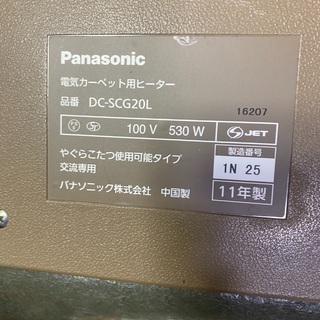 Panasonic
電気カーペット用ヒーター
品番 DC-SCG20L
16207
100 V 530 W
JET
やぐらこたつ使用可能タイプ
交流専用
製造番号
1N 25
パナソニック株式会社 中国製
11年製